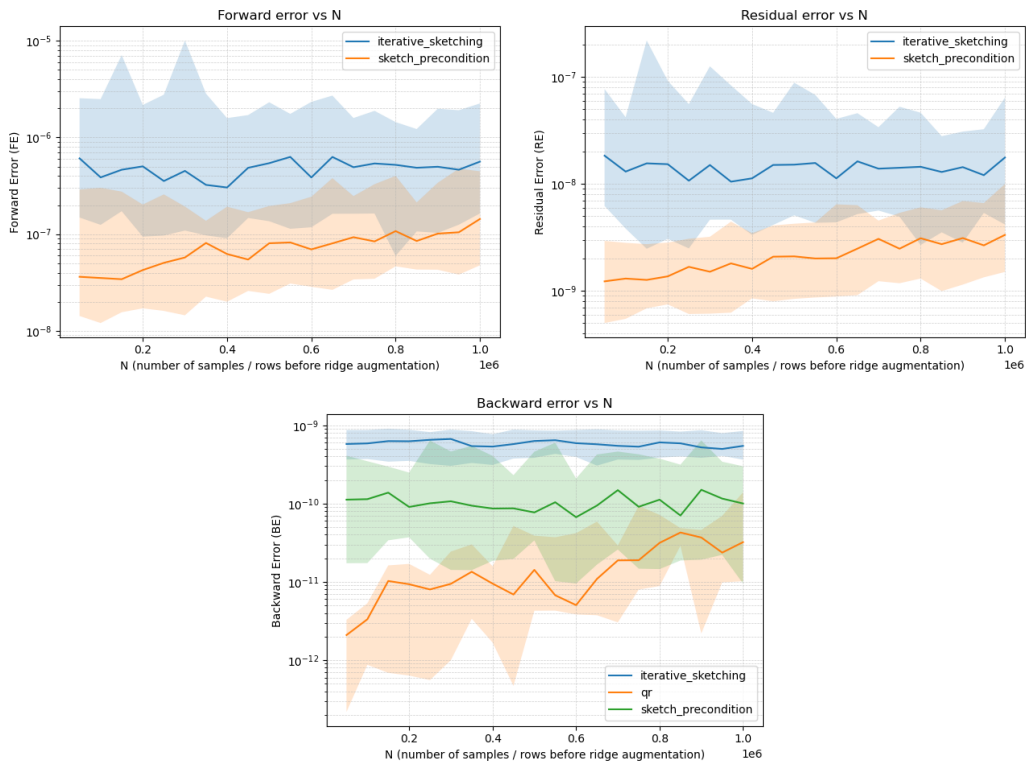 Forward error vs N
10⁻⁵
10⁻⁶
10⁻⁷
10⁻⁸
Forward Error (FE)
iterative_sketching
sketch_precondition
0.2
0.4
0.6
0.8
1.0
1e6
N (number of samples / rows before ridge augmentation)
Residual error vs N
10⁻⁷
10⁻⁸
10⁻⁹
Residual Error (RE)
iterative_sketching
sketch_precondition
0.2
0.4
0.6
0.8
1.0
1e6
N (number of samples / rows before ridge augmentation)
Backward error vs N
10⁻⁹
10⁻¹⁰
10⁻¹¹
10⁻¹²
Backward Error (BE)
iterative_sketching
qr
sketch_precondition
0.2
0.4
0.6
0.8
1.0
1e6
N (number of samples / rows before ridge augmentation)